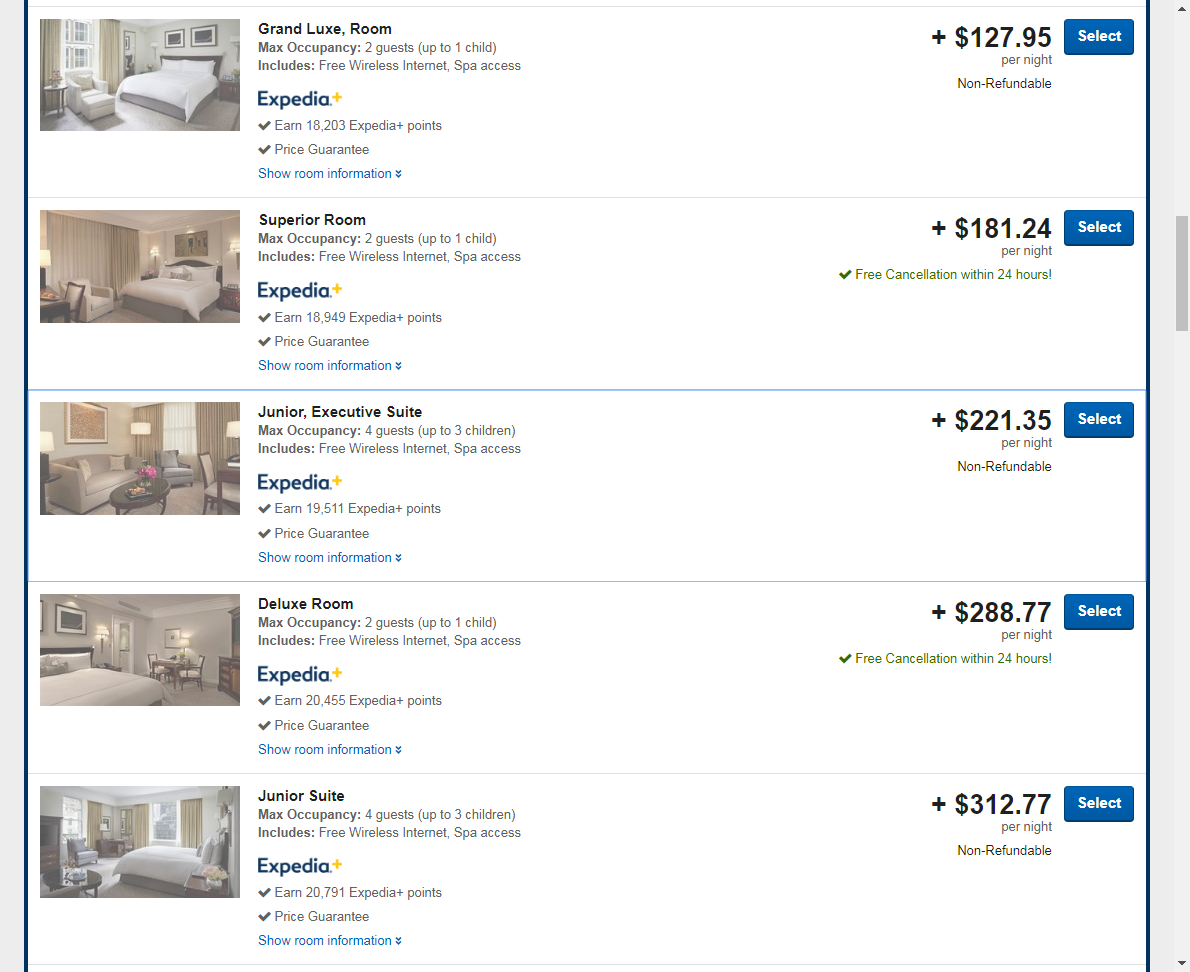 Grand Luxe, Room
Max Occupancy: 2 guests (up to 1 child)
Includes: Free Wireless Internet, Spa access
Expedia+
Earn 18,203 Expedia+ points
Price Guarantee
Show room information
+ $127.95
per night
Non-Refundable
Select
Superior Room
Max Occupancy: 2 guests (up to 1 child)
Includes: Free Wireless Internet, Spa access
Expedia+
Earn 18,949 Expedia+ points
Price Guarantee
Show room information
+ $181.24
per night
Free Cancellation within 24 hours!
Select
Junior, Executive Suite
Max Occupancy: 4 guests (up to 3 children)
Includes: Free Wireless Internet, Spa access
Expedia+
Earn 19,511 Expedia+ points
Price Guarantee
Show room information
+ $221.35
per night
Non-Refundable
Select
Deluxe Room
Max Occupancy: 2 guests (up to 1 child)
Includes: Free Wireless Internet, Spa access
Expedia+
Earn 20,455 Expedia+ points
Price Guarantee
Show room information
+ $288.77
per night
Free Cancellation within 24 hours!
Select
Junior Suite
Max Occupancy: 4 guests (up to 3 children)
Includes: Free Wireless Internet, Spa access
Expedia+
Earn 20,791 Expedia+ points
Price Guarantee
Show room information
+ $312.77
per night
Non-Refundable
Select